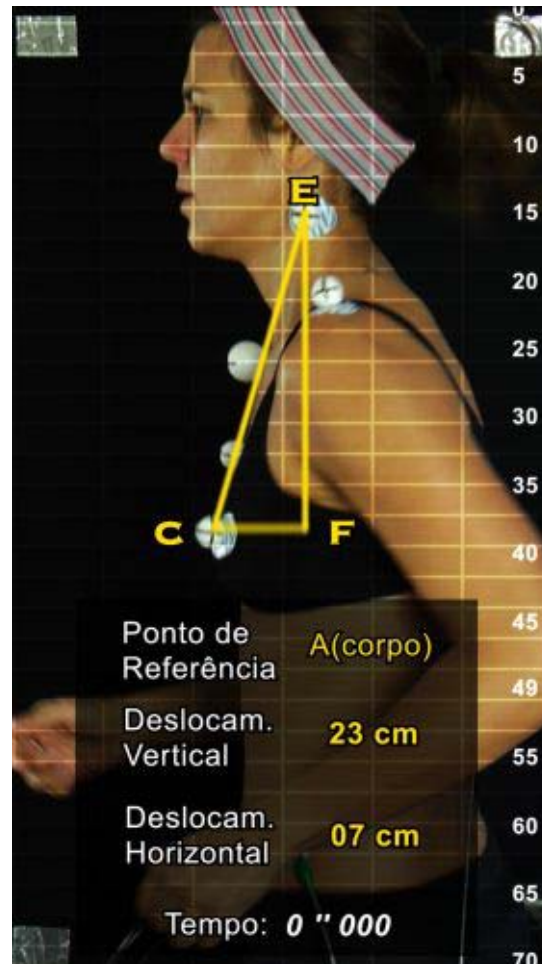 0
5
10
E
15
20
25
30
35
C F
40
Ponto de
Referência
A(corpo)
45
Deslocam.
Vertical
23 cm
49
55
Deslocam.
Horizontal
07 cm
60
65
Tempo: 0 " 000
70